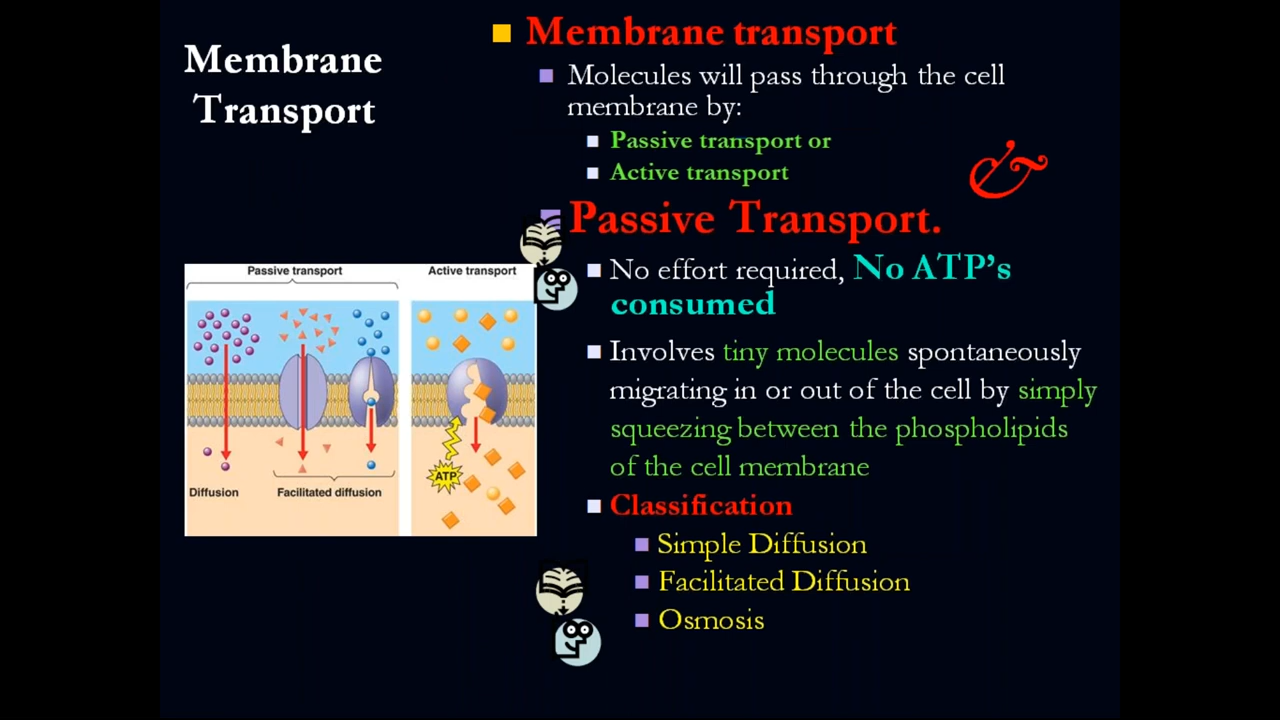 Membrane
Transport
Membrane transport
Molecules will pass through the cell
membrane by:
Passive transport or
Active transport
&
Passive Transport.
No effort required, No ATP's
consumed
Involves tiny molecules spontaneously
migrating in or out of the cell by simply
squeezing between the phospholipids
of the cell membrane
Classification
Simple Diffusion
Facilitated Diffusion
Osmosis
Passive transport
Active transport
ATP
Diffusion
Facilitated diffusion